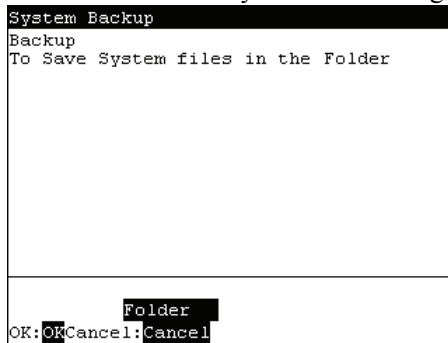 System Backup
Backup
To Save System files in the Folder
Folder
OK:OKCancel:Cancel